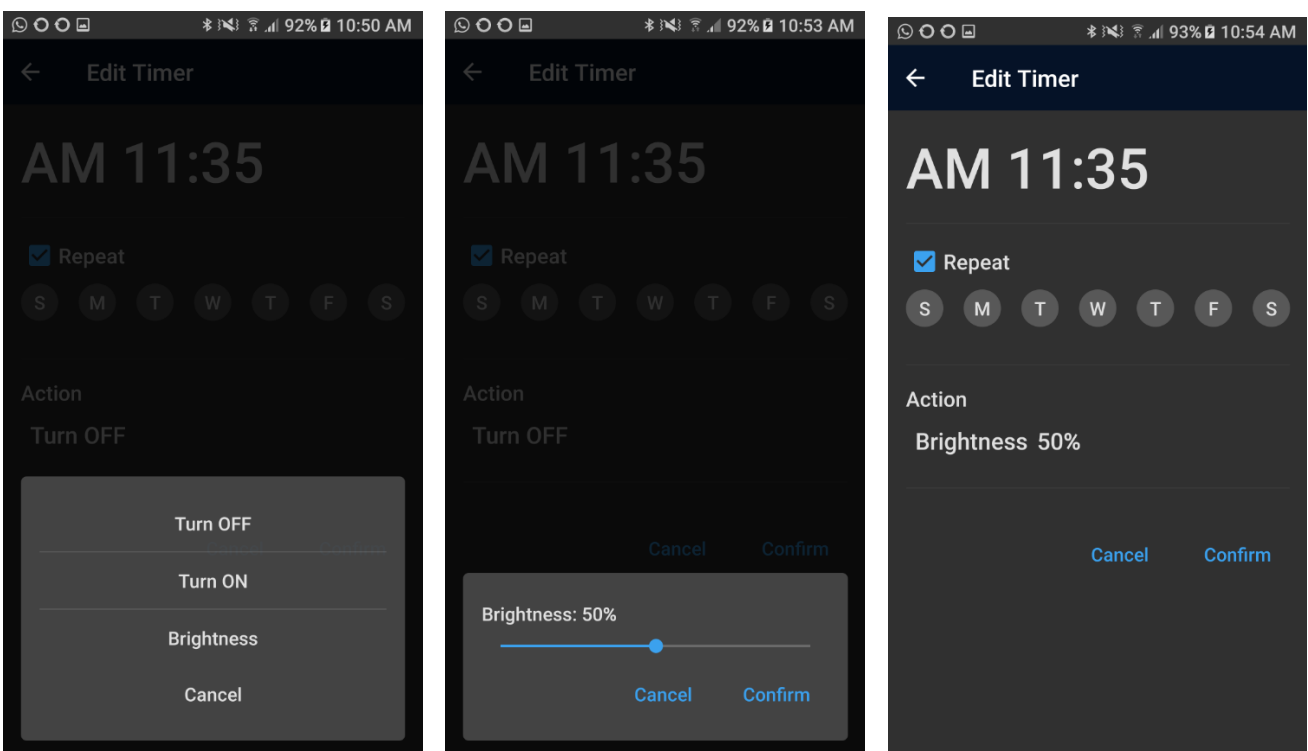 92% 10:50 AM
Edit Timer
AM 11:35
Repeat
S M T W T F S
Action
Turn OFF
Turn OFF
Turn ON
Brightness
Cancel
92% 10:53 AM
Edit Timer
AM 11:35
Repeat
S M T W T F S
Action
Turn OFF
Cancel Confirm
Brightness: 50%
Cancel Confirm
93% 10:54 AM
Edit Timer
AM 11:35
Repeat
S M T W T F S
Action
Brightness 50%
Cancel Confirm